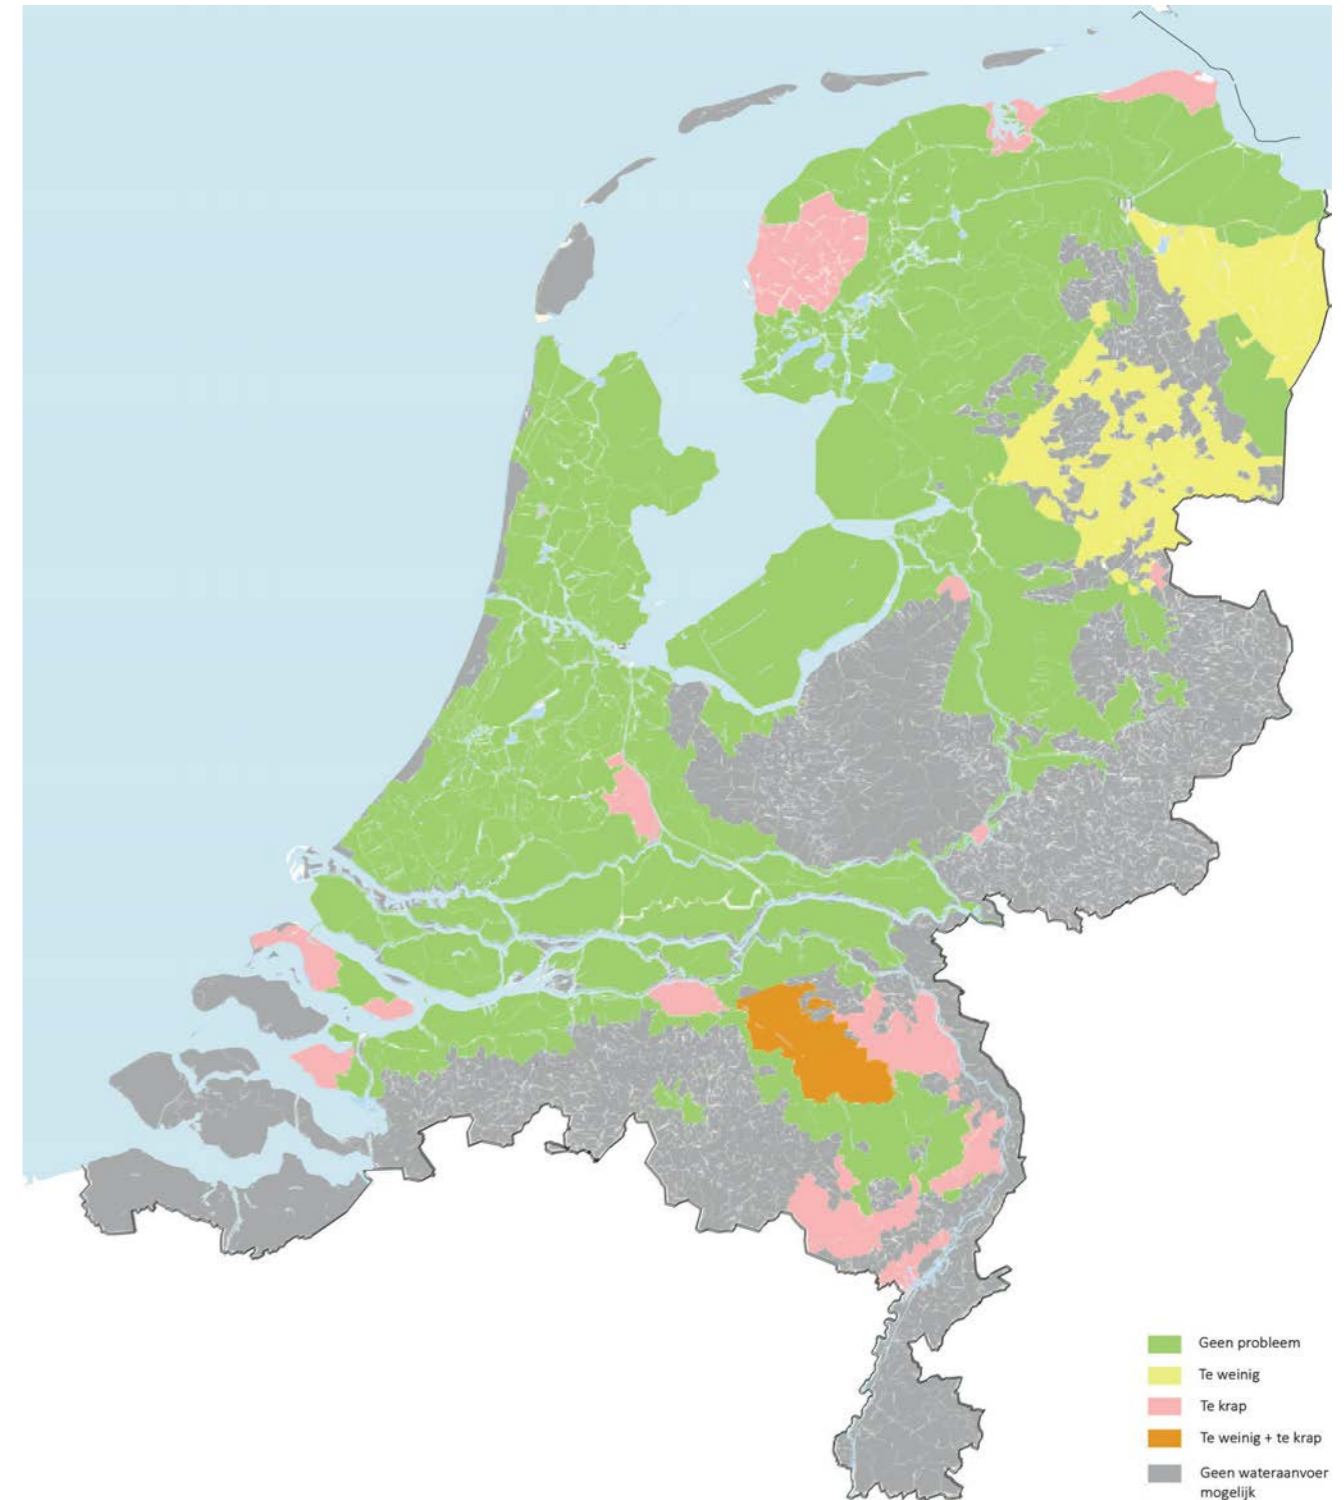 Geen probleem
Te weinig
Te krap
Te weinig + te krap
Geen wateraanvoer
mogelijk